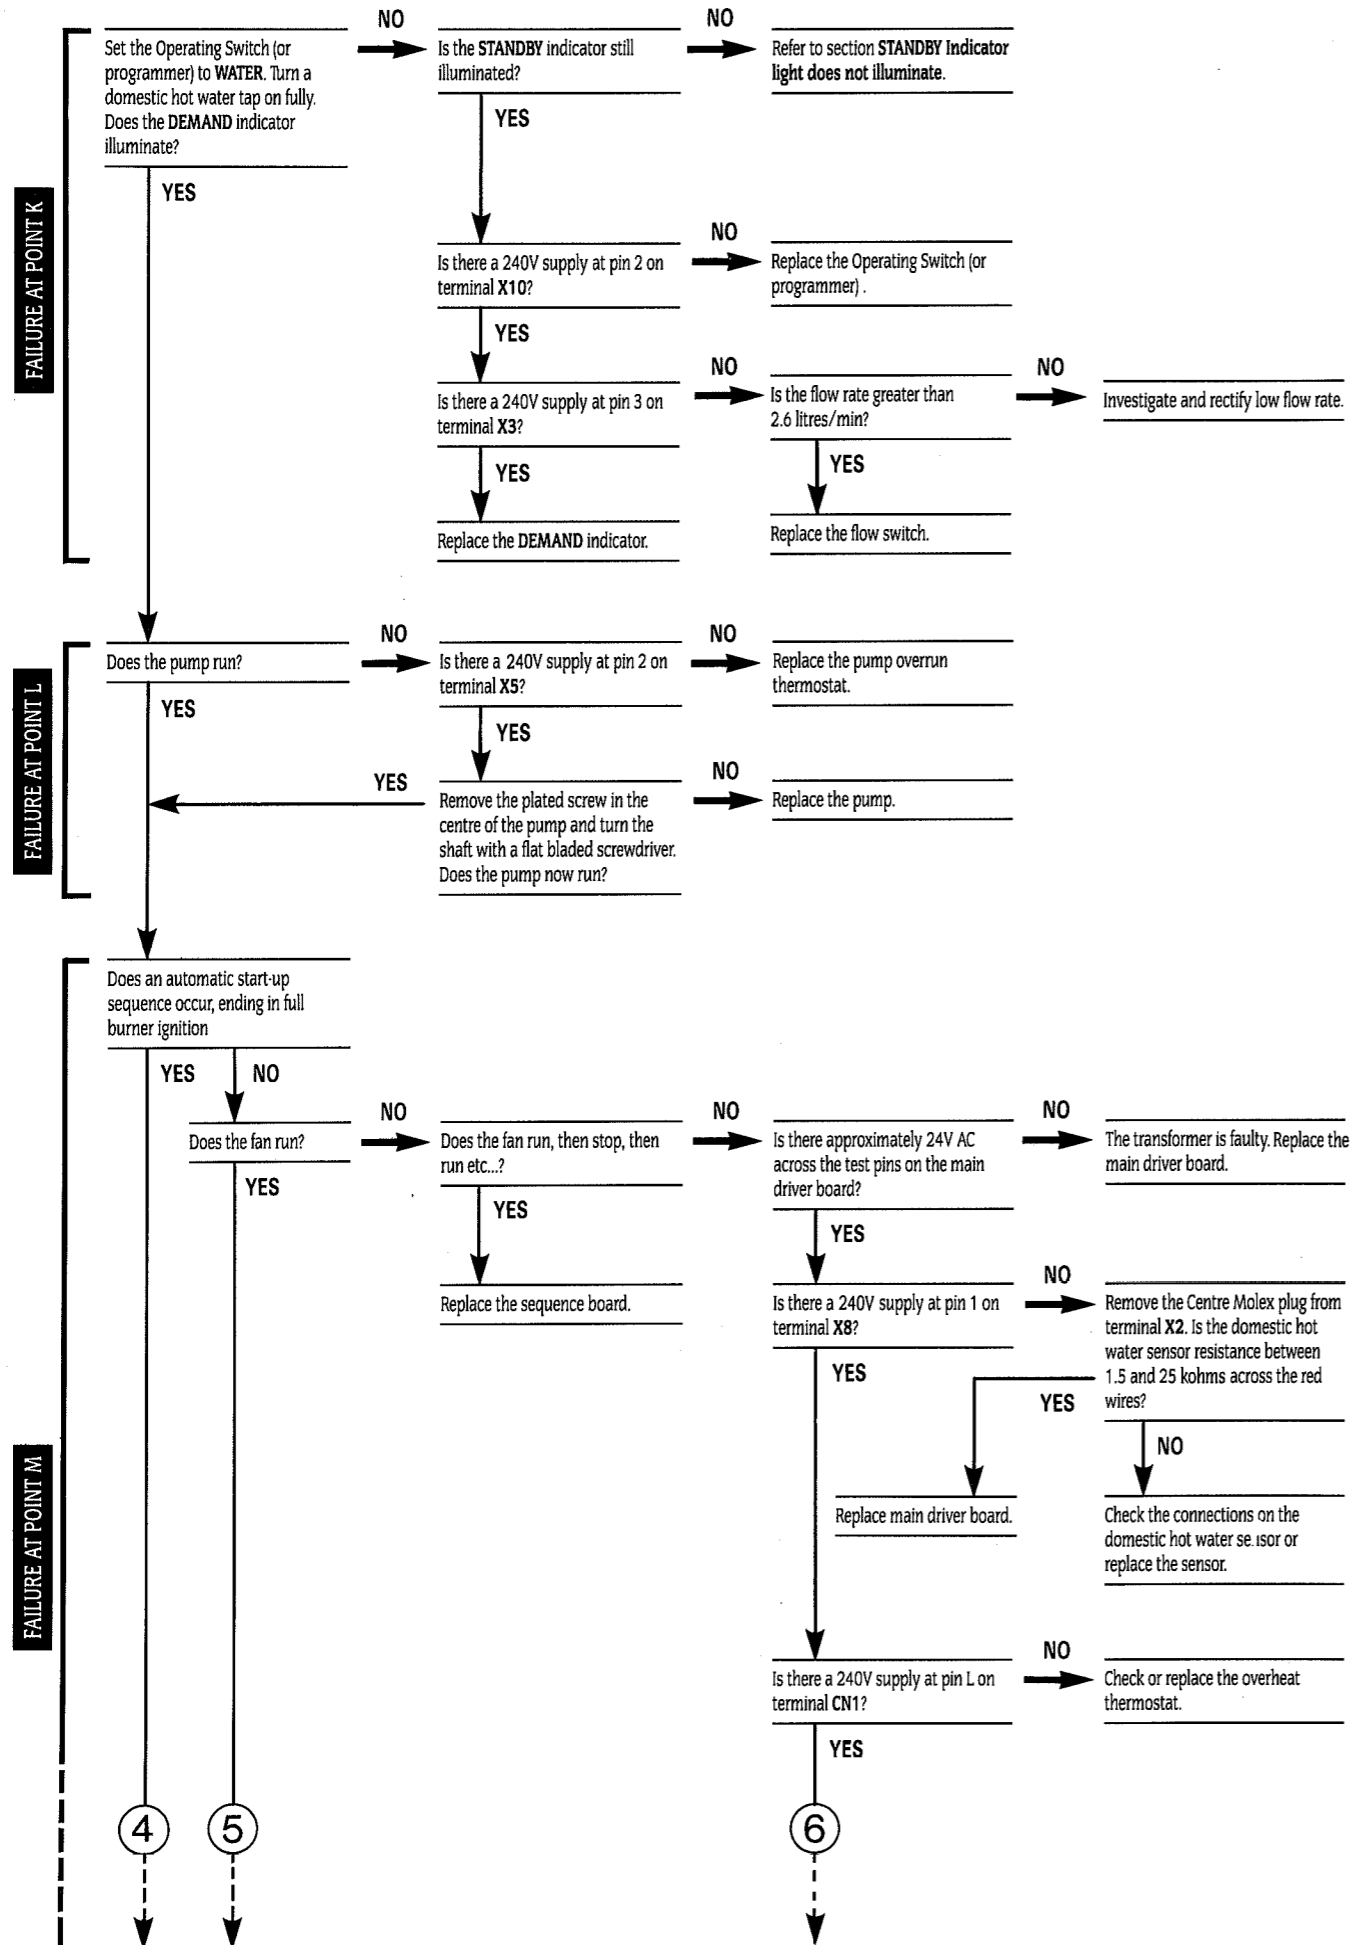 NO
NO
Set the Operating Switch (or
programmer) to WATER. Turn a
domestic hot water tap on fully.
Does the DEMAND indicator
illuminate?
Is the STANDBY indicator still
illuminated?
Refer to section STANDBY Indicator
light does not illuminate.
YES
YES
FAILURE AT POINT K
NO
Is there a 240V supply at pin 2 on
terminal X10?
Replace the Operating Switch (or
programmer) .
YES
NO
NO
Is there a 240V supply at pin 3 on
terminal X3?
Is the flow rate greater than
2.6 litres/min?
Investigate and rectify low flow rate.
YES
YES
Replace the DEMAND indicator.
Replace the flow switch.
FAILURE AT POINT L
NO
NO
Does the pump run?
Is there a 240V supply at pin 2 on
terminal X5?
Replace the pump overrun
thermostat.
YES
YES
YES
NO
Remove the plated screw in the
centre of the pump and turn the
shaft with a flat bladed screwdriver.
Does the pump now run?
Replace the pump.
FAILURE AT POINT M
Does an automatic start-up
sequence occur, ending in full
burner ignition
YES
NO
NO
NO
NO
Does the fan run?
Does the fan run, then stop, then
run etc...?
Is there approximately 24V AC
across the test pins on the main
driver board?
The transformer is faulty. Replace the
main driver board.
YES
YES
YES
NO
Replace the sequence board.
Is there a 240V supply at pin 1 on
terminal X8?
Remove the Centre Molex plug from
terminal X2. Is the domestic hot
water sensor resistance between
1.5 and 25 kohms across the red
wires?
YES
YES
NO
Replace main driver board.
Check the connections on the
domestic hot water se.isor or
replace the sensor.
NO
Is there a 240V supply at pin L on
terminal CN1?
Check or replace the overheat
thermostat.
YES
4
5
6